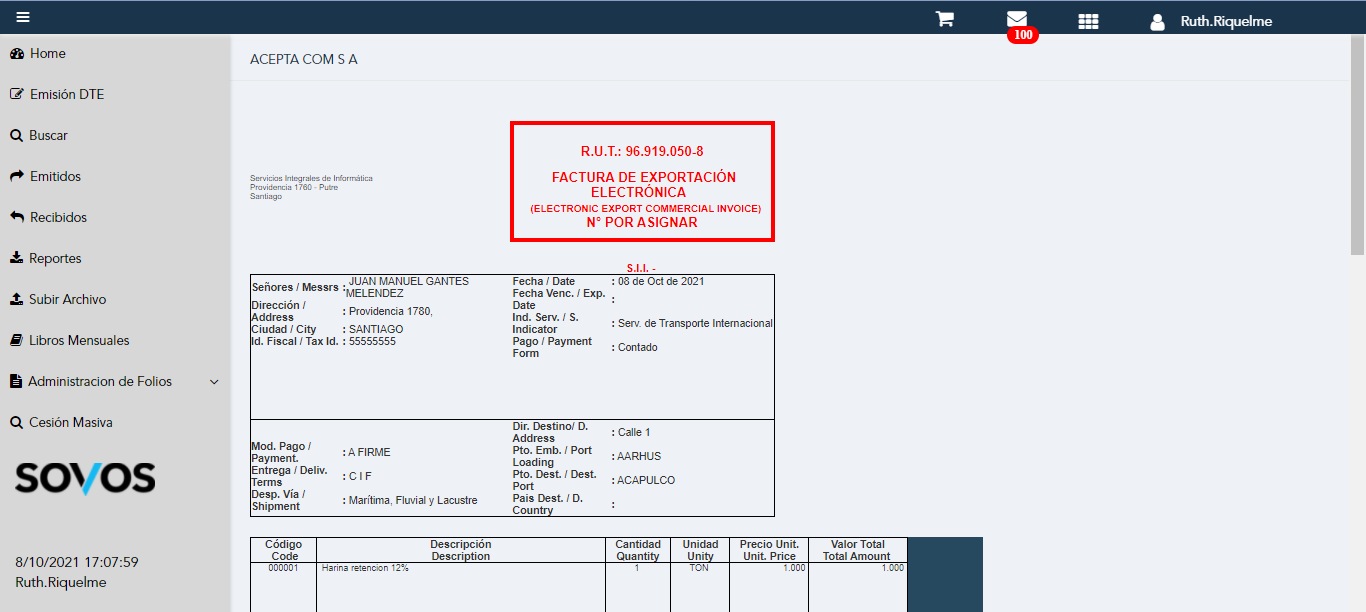 100
Ruth.Riquelme
Home
Emisión DTE
Buscar
Emitidos
Recibidos
Reportes
Subir Archivo
Libros Mensuales
Administracion de Folios
Cesión Masiva
SOVOS
8/10/2021 17:07:59
Ruth.Riquelme
ACEPTA COM S A
Servicios Integrales de Informática
Providencia 1760 - Putre
Santiago
R.U.T.: 96.919.050-8
FACTURA DE EXPORTACIÓN
ELECTRÓNICA
(ELECTRONIC EXPORT COMMERCIAL INVOICE)
N° POR ASIGNAR
S.I.I. -
Señores / Messrs : JUAN MANUEL GANTES
MELENDEZ
Dirección /
Address : Providencia 1780,
Ciudad / City : SANTIAGO
Id. Fiscal / Tax Id. : 55555555
Fecha / Date : 08 de Oct de 2021
Fecha Venc. / Exp.
Date :
Ind. Serv. / S.
Indicator : Serv. de Transporte Internacional
Pago / Payment
Form : Contado
Mod. Pago /
Payment. : A FIRME
Entrega / Deliv.
Terms : C I F
Desp. Vía /
Shipment : Marítima, Fluvial y Lacustre
Dir. Destino/ D.
Address : Calle 1
Pto. Emb. / Port
Loading : AARHUS
Pto. Dest. / Dest.
Port : ACAPULCO
Pais Dest. / D.
Country :
Código Descripción Cantidad Unidad Precio Unit. Valor Total
Code Description Quantity Unity Unit. Price Total Amount
000001 Harina retencion 12% 1 TON 1.000 1.000